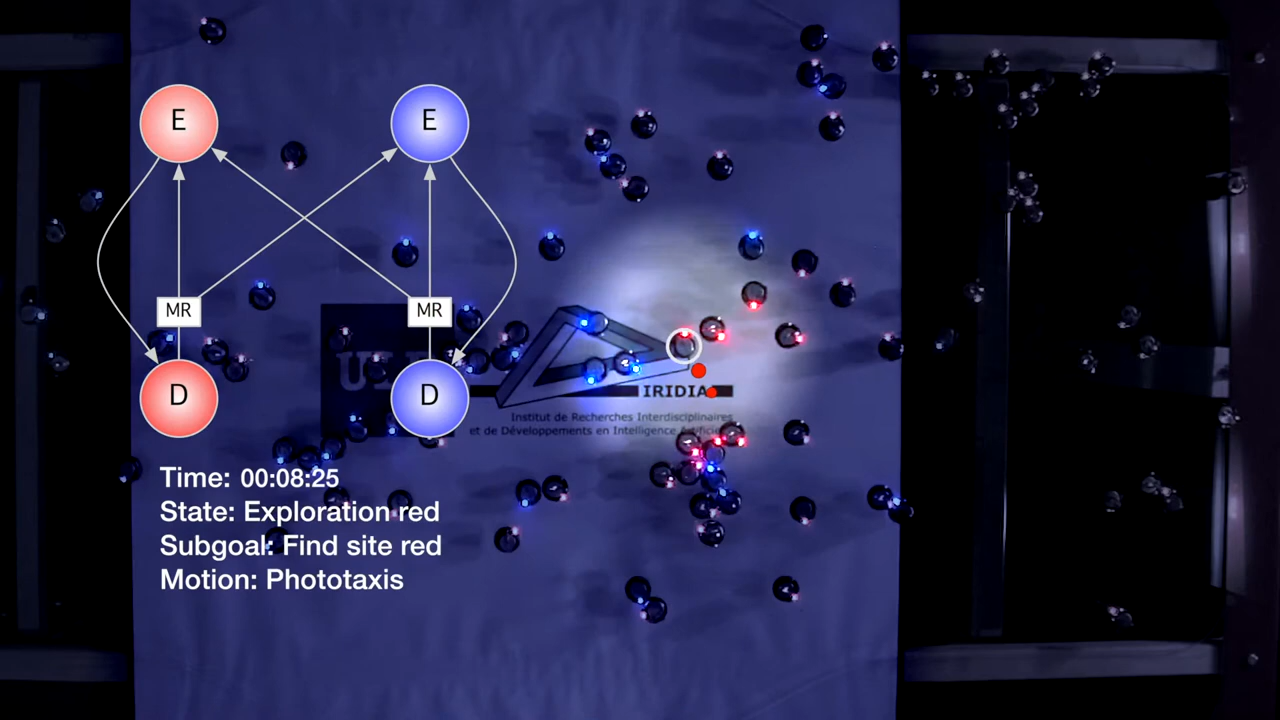 E
E
MR
MR
D
D
IRIDIA
Institut de Recherches Interdisciplinaires
et de Développements en Intelligence Artificielle
Time: 00:08:25
State: Exploration red
Subgoal: Find site red
Motion: Phototaxis